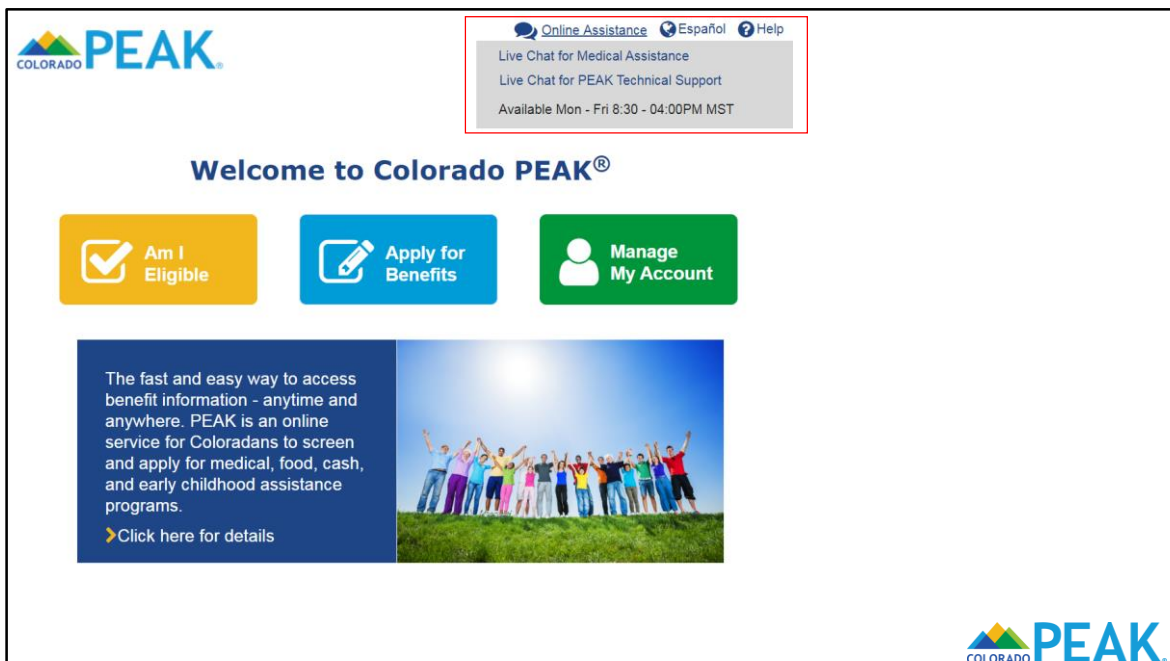 COLORADO PEAK®
Online Assistance Español Help
Live Chat for Medical Assistance
Live Chat for PEAK Technical Support
Available Mon - Fri 8:30 - 04:00PM MST
Welcome to Colorado PEAK®
Am I
Eligible
Apply for
Benefits
Manage
My Account
The fast and easy way to access
benefit information - anytime and
anywhere. PEAK is an online
service for Coloradans to screen
and apply for medical, food, cash,
and early childhood assistance
programs.
Click here for details
COLORADO PEAK®